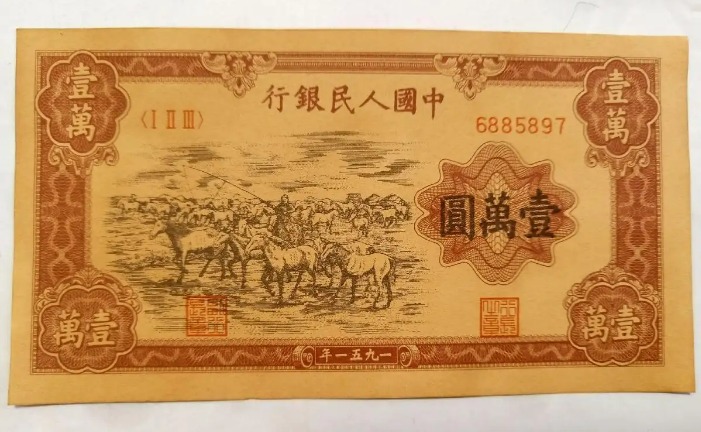 中國人民銀行
壹萬
壹萬
〈I II III〉
6885897
壹萬圓
壹萬
壹萬
一九五一年